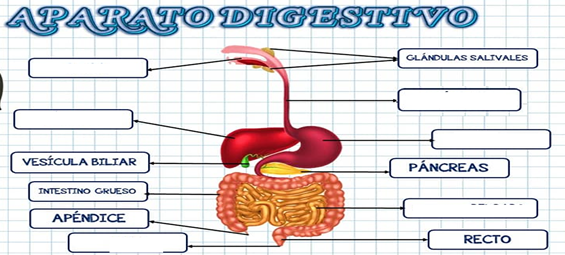 APARATO DIGESTIVO
GLÁNDULAS SALIVALES
VESÍCULA BILIAR
PÁNCREAS
INTESTINO GRUESO
APÉNDICE
RECTO